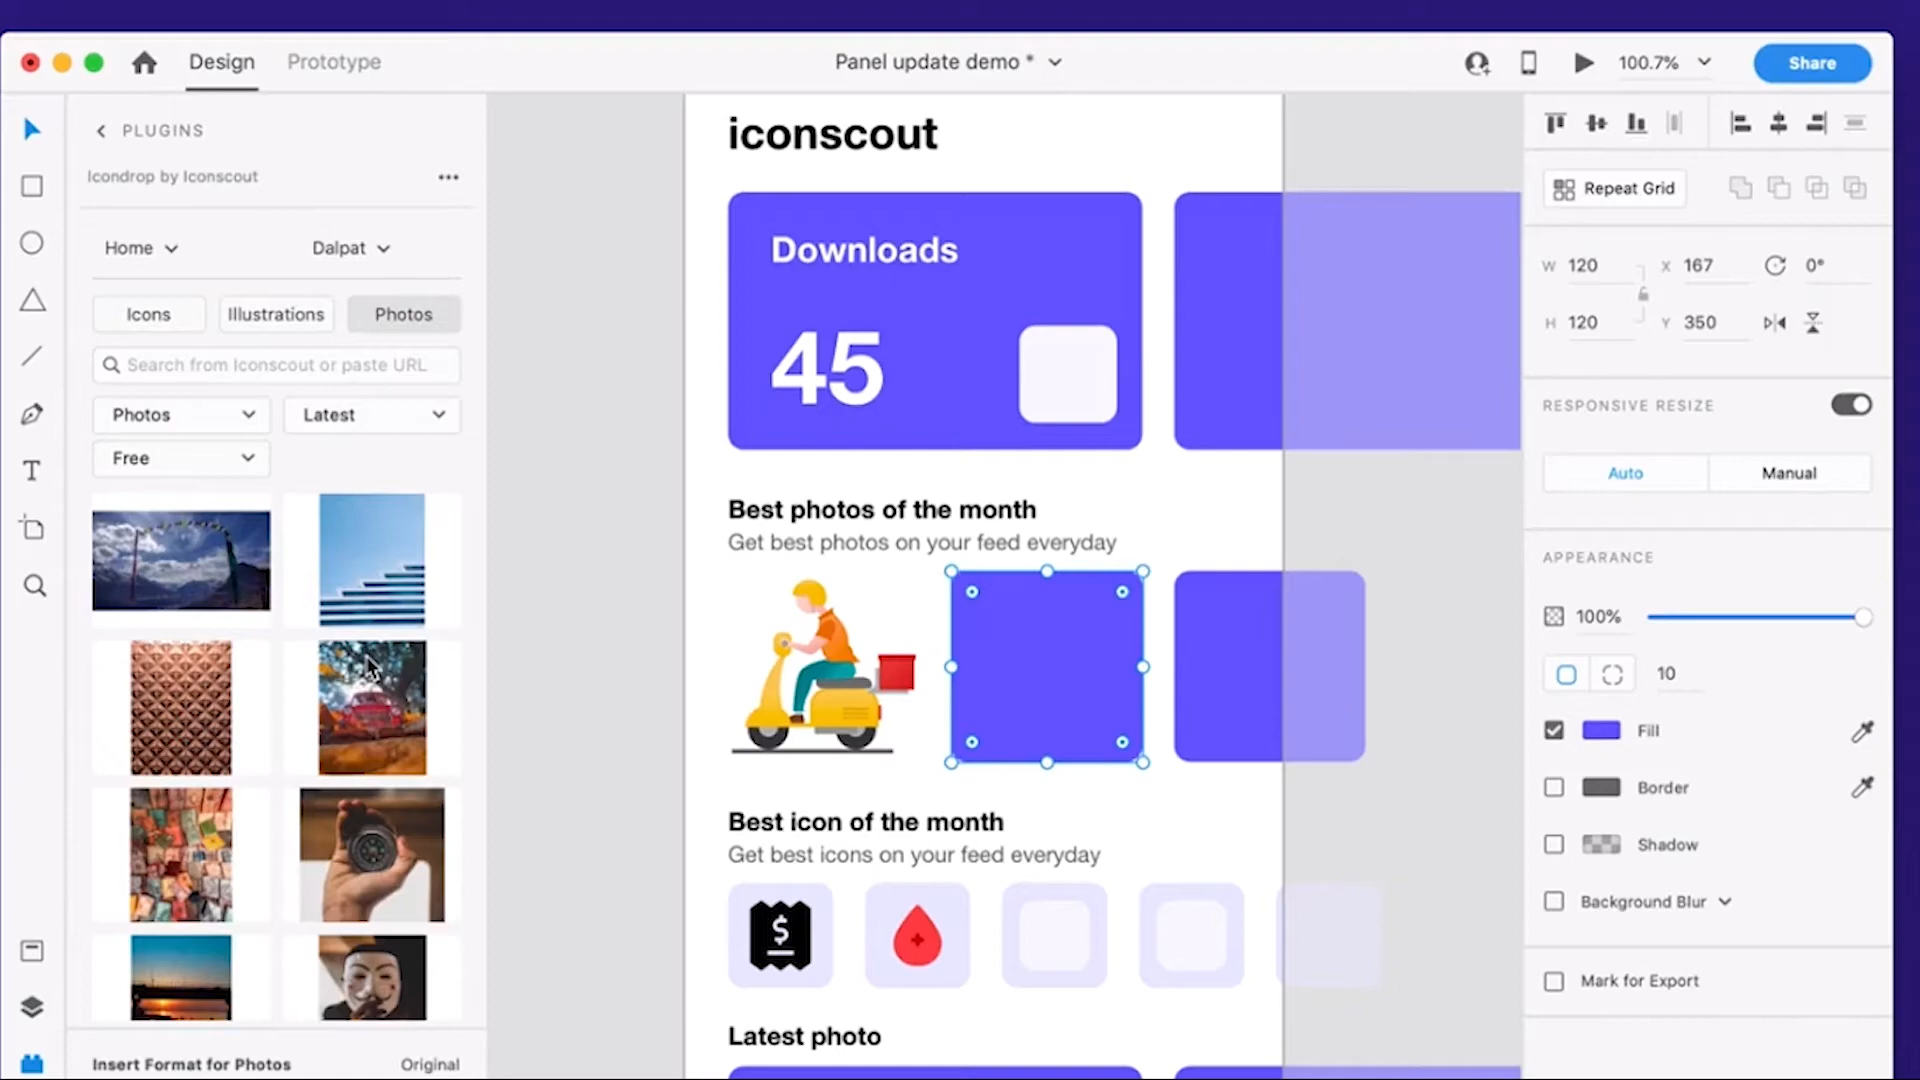 Design
Prototype
Panel update demo *
100.7%
Share
PLUGINS
Icondrop by Iconscout
Home
Dalpat
Icons
Illustrations
Photos
Search from Iconscout or paste URL
Photos
Latest
Free
Insert Format for Photos
Original
iconscout
Downloads
45
Best photos of the month
Get best photos on your feed everyday
Best icon of the month
Get best icons on your feed everyday
$
Latest photo
Repeat Grid
W 120
X 167
0°
H 120
Y 350
RESPONSIVE RESIZE
Auto
Manual
APPEARANCE
100%
10
Fill
Border
Shadow
Background Blur
Mark for Export
T